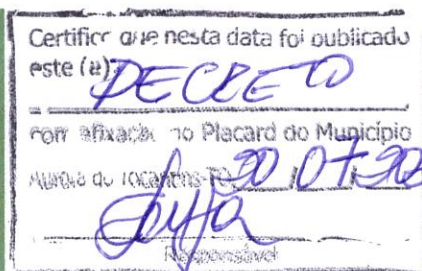 Certifico que nesta data foi publicado
este (a) DECRETO
com afixação no Placard do Município
Aurora do Tocantins-TO, 20 07
Responsável